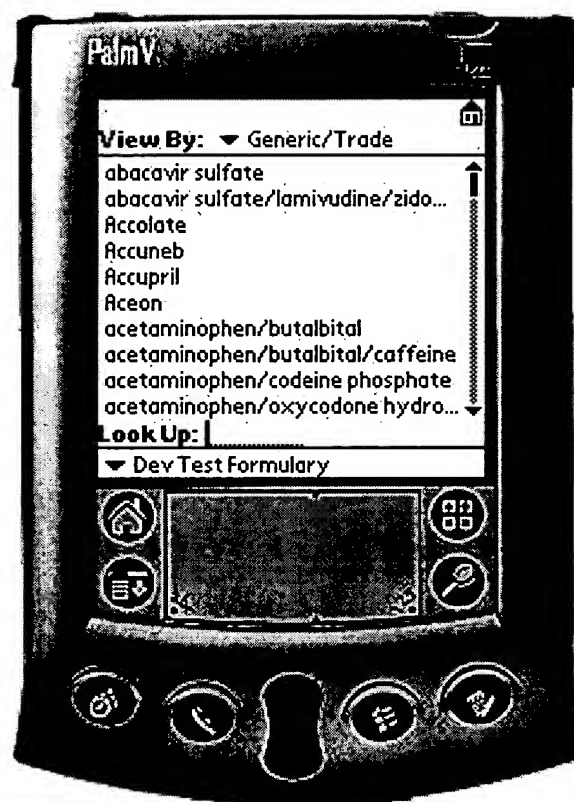 PalmV
View By: Generic/Trade
abacavir sulfate
abacavir sulfate/lamivudine/zido...
Accolate
Accuneb
Accupril
Aceon
acetaminophen/butalbital
acetaminophen/butalbital/caffeine
acetaminophen/codeine phosphate
acetaminophen/oxycodone hydro...
Look Up:
Dev Test Formulary